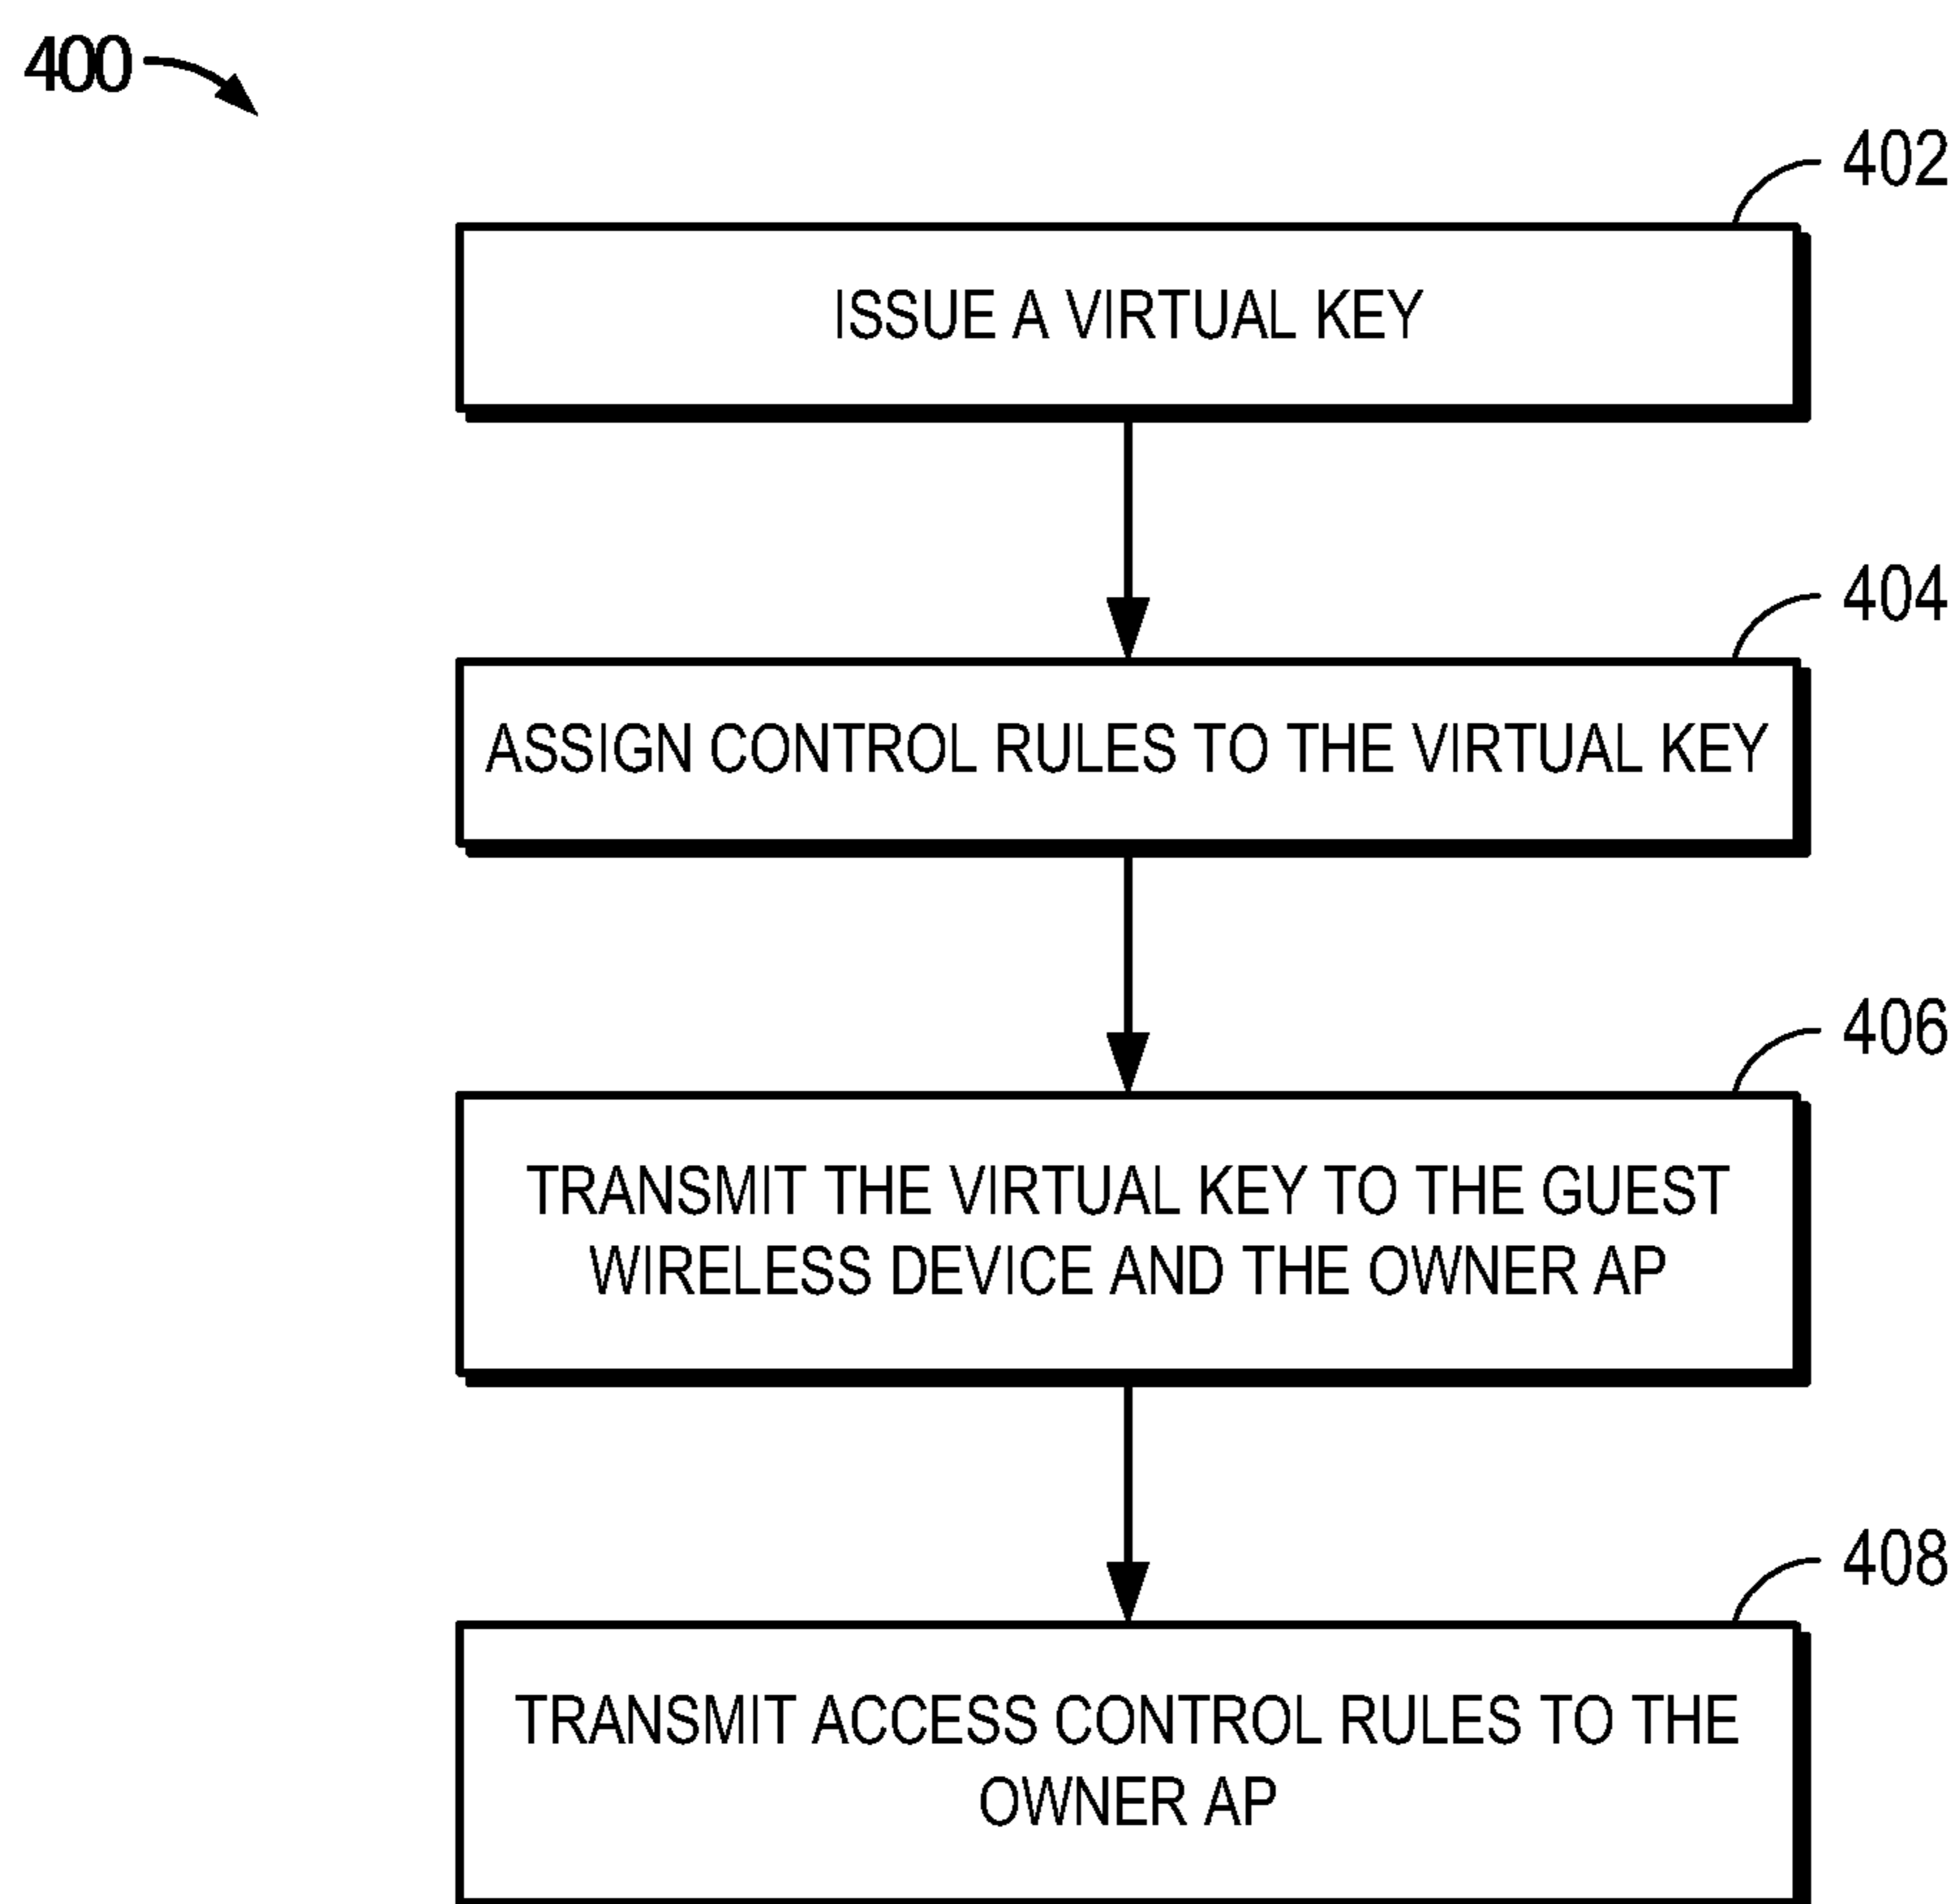 400
402
ISSUE A VIRTUAL KEY
404
ASSIGN CONTROL RULES TO THE VIRTUAL KEY
406
TRANSMIT THE VIRTUAL KEY TO THE GUEST
WIRELESS DEVICE AND THE OWNER AP
408
TRANSMIT ACCESS CONTROL RULES TO THE
OWNER AP